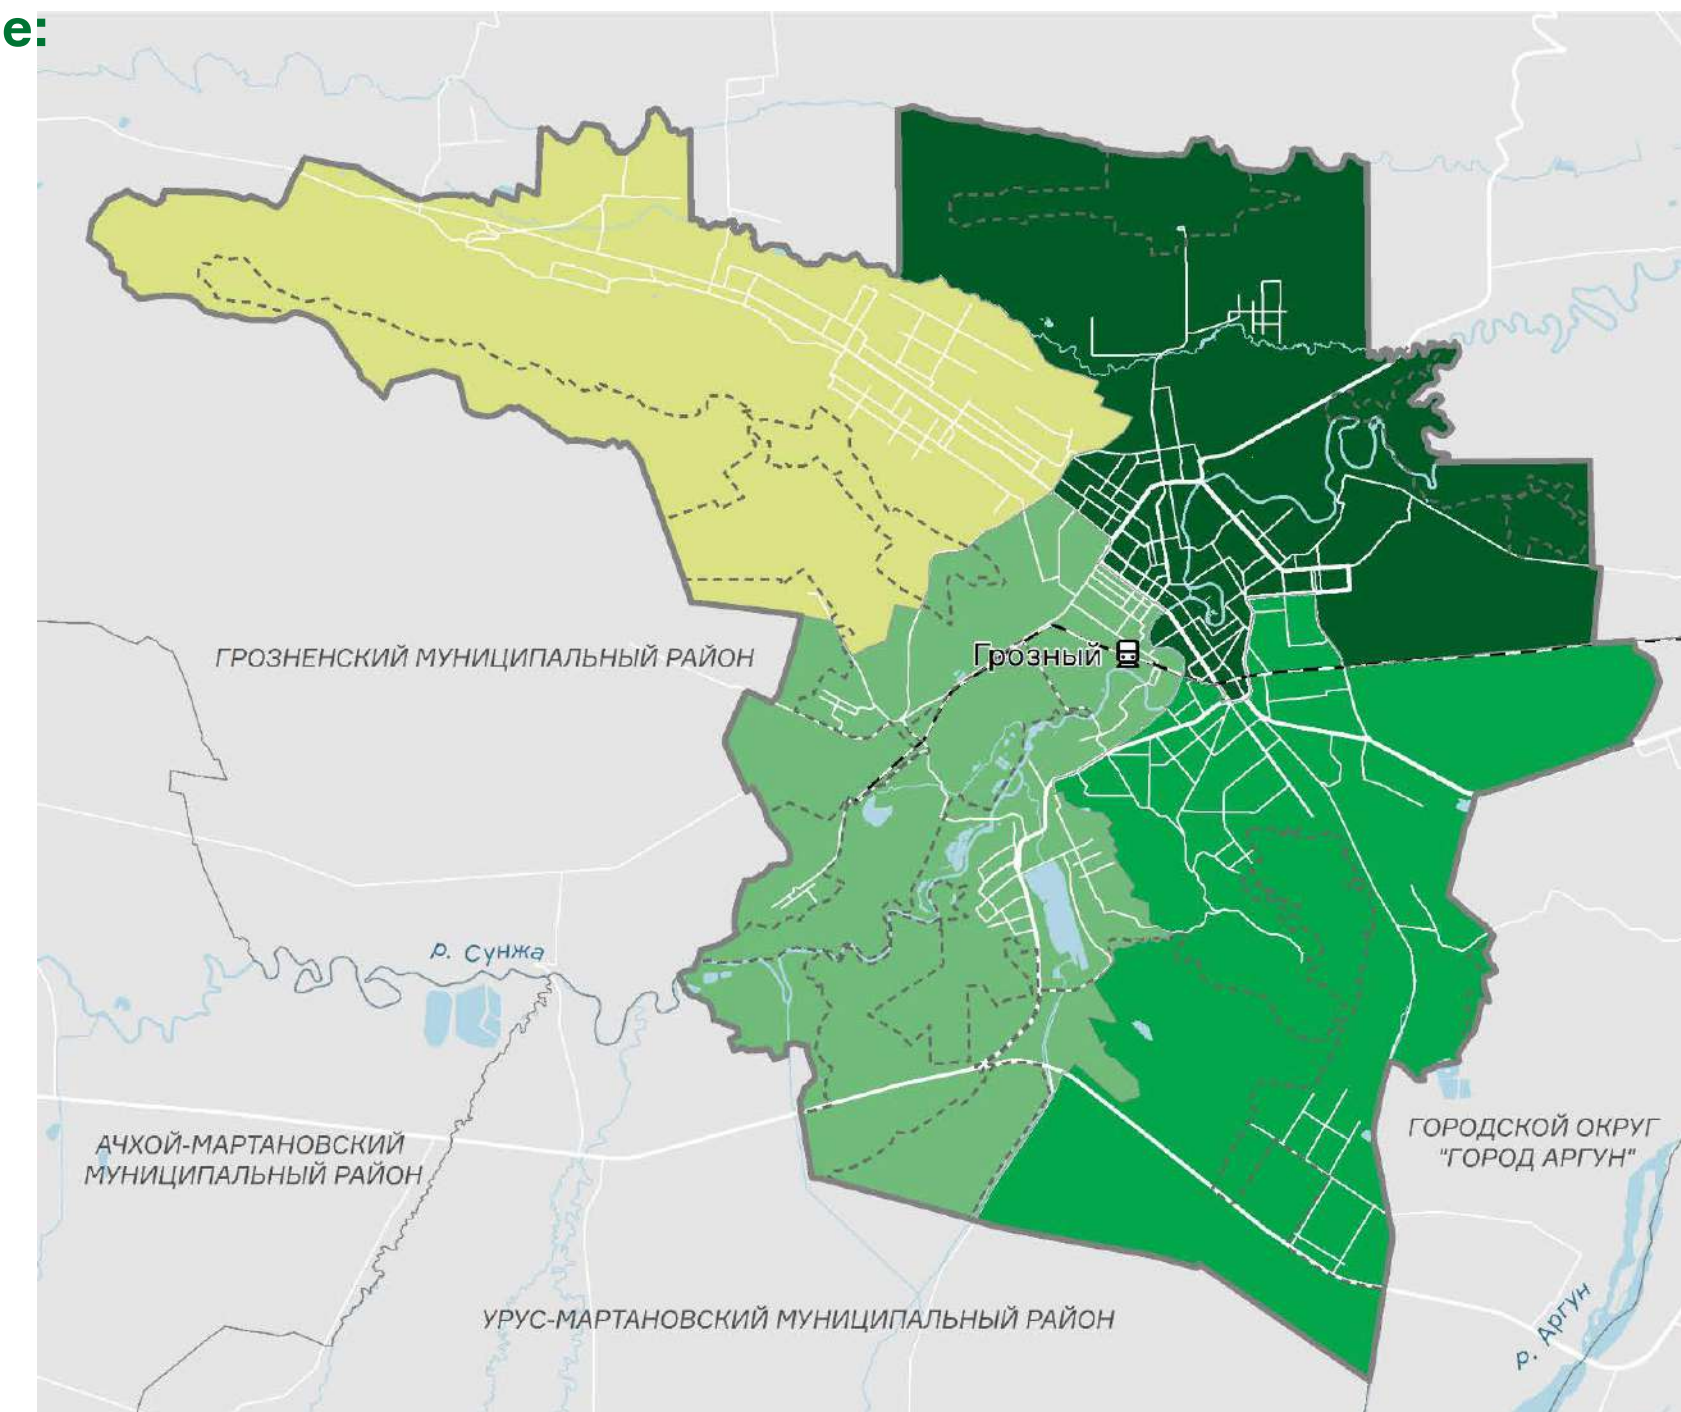 е:
ГРОЗНЕНСКИЙ МУНИЦИПАЛЬНЫЙ РАЙОН
Грозный
р. Сунжа
АЧХОЙ-МАРТАНОВСКИЙ
МУНИЦИПАЛЬНЫЙ РАЙОН
ГОРОДСКОЙ ОКРУГ
"ГОРОД АРГУН"
УРУС-МАРТАНОВСКИЙ МУНИЦИПАЛЬНЫЙ РАЙОН
р. Аргун